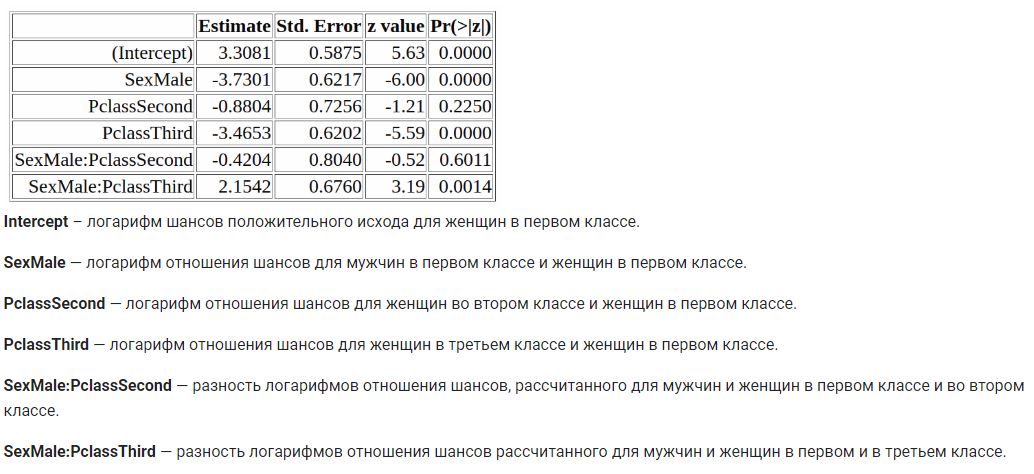 Estimate Std. Error z value Pr(>|z|)
(Intercept) 3.3081 0.5875 5.63 0.0000
SexMale -3.7301 0.6217 -6.00 0.0000
PclassSecond -0.8804 0.7256 -1.21 0.2250
PclassThird -3.4653 0.6202 -5.59 0.0000
SexMale:PclassSecond -0.4204 0.8040 -0.52 0.6011
SexMale:PclassThird 2.1542 0.6760 3.19 0.0014
Intercept – логарифм шансов положительного исхода для женщин в первом классе.
SexMale — логарифм отношения шансов для мужчин в первом классе и женщин в первом классе.
PclassSecond — логарифм отношения шансов для женщин во втором классе и женщин в первом классе.
PclassThird — логарифм отношения шансов для женщин в третьем классе и женщин в первом классе.
SexMale:PclassSecond — разность логарифмов отношения шансов, рассчитанного для мужчин и женщин в первом классе и во втором
классе.
SexMale:PclassThird — разность логарифмов отношения шансов рассчитанного для мужчин и женщин в первом и в третьем классе.